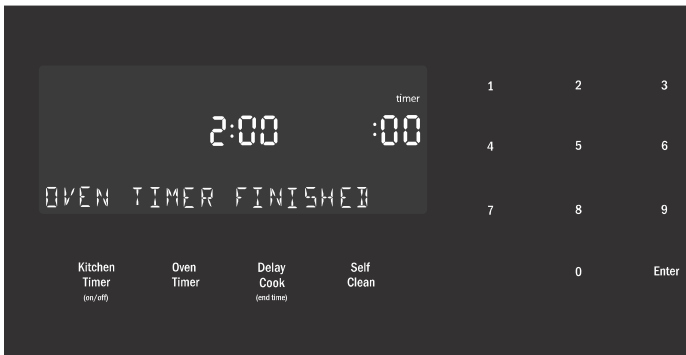 timer
2:00 :00
OVEN TIMER FINISHED
Kitchen Timer (on/off)
Oven Timer
Delay Cook (end time)
Self Clean
1 2 3
4 5 6
7 8 9
0 Enter